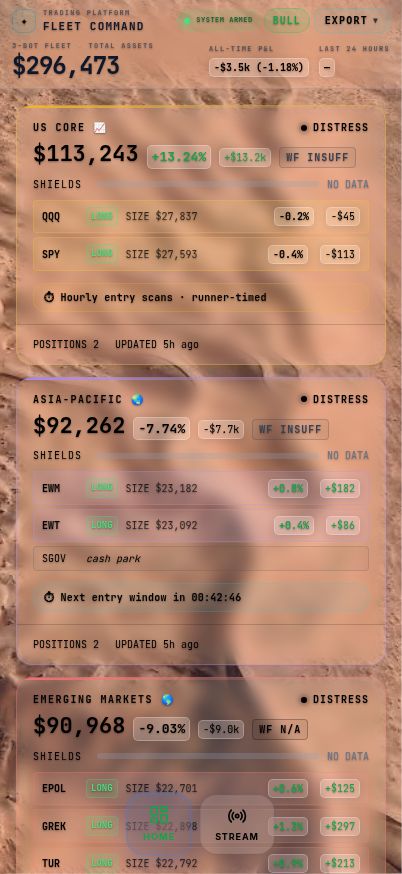 TRADING PLATFORM
FLEET COMMAND
SYSTEM ARMED
BULL
EXPORT ▾
3-BOT FLEET · TOTAL ASSETS
$296,473
ALL-TIME P&L
-$3.5k (-1.18%)
LAST 24 HOURS
—
US CORE 📈
DISTRESS
$113,243 +13.24% +$13.2k WF INSUFF
SHIELDS NO DATA
QQQ LONG SIZE $27,837 -0.2% -$45
SPY LONG SIZE $27,593 -0.4% -$113
⏱ Hourly entry scans · runner-timed
POSITIONS 2 UPDATED 5h ago
ASIA-PACIFIC 🌏
DISTRESS
$92,262 -7.74% -$7.7k WF INSUFF
SHIELDS NO DATA
EWM LONG SIZE $23,182 +0.8% +$182
EWT LONG SIZE $23,092 +0.4% +$86
SGOV cash park
⏱ Next entry window in 00:42:46
POSITIONS 2 UPDATED 5h ago
EMERGING MARKETS 🌎
DISTRESS
$90,968 -9.03% -$9.0k WF N/A
SHIELDS NO DATA
EPOL LONG SIZE $22,701 +0.6% +$125
GREK LONG SIZE $22,898 +1.3% +$297
TUR LONG SIZE $22,792 +0.9% +$213
HOME
STREAM